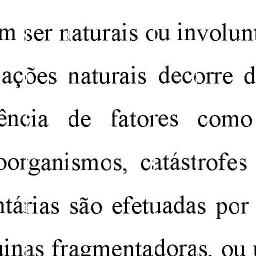 m ser naturais ou involunt
ações naturais decorre d
ência de fatores como
oorganismos, catástrofes
ntárias são efetuadas por
uinas fragmentadoras, ou u